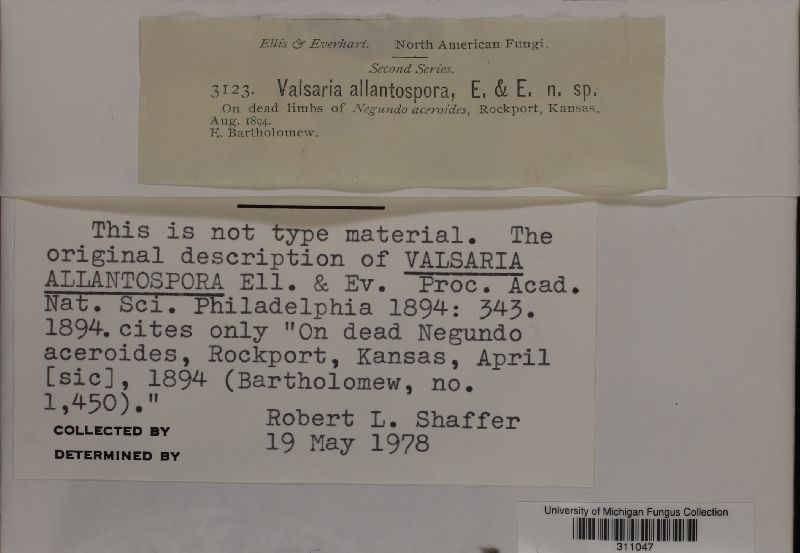 Ellis & Everhart. North American Fungi.
Second Series.
3123. Valsaria allantospora, E. & E. n. sp.
On dead limbs of Negundo aceroides, Rockport, Kansas.
Aug. 1894.
E. Bartholomew.
This is not type material. The
original description of VALSARIA
ALLANTOSPORA Ell. & Ev. Proc. Acad.
Nat. Sci. Philadelphia 1894: 343.
1894. cites only "On dead Negundo
aceroides, Rockport, Kansas, April
[sic], 1894 (Bartholomew, no.
1,450)."
Robert L. Shaffer
COLLECTED BY
19 May 1978
DETERMINED BY
University of Michigan Fungus Collection
311047